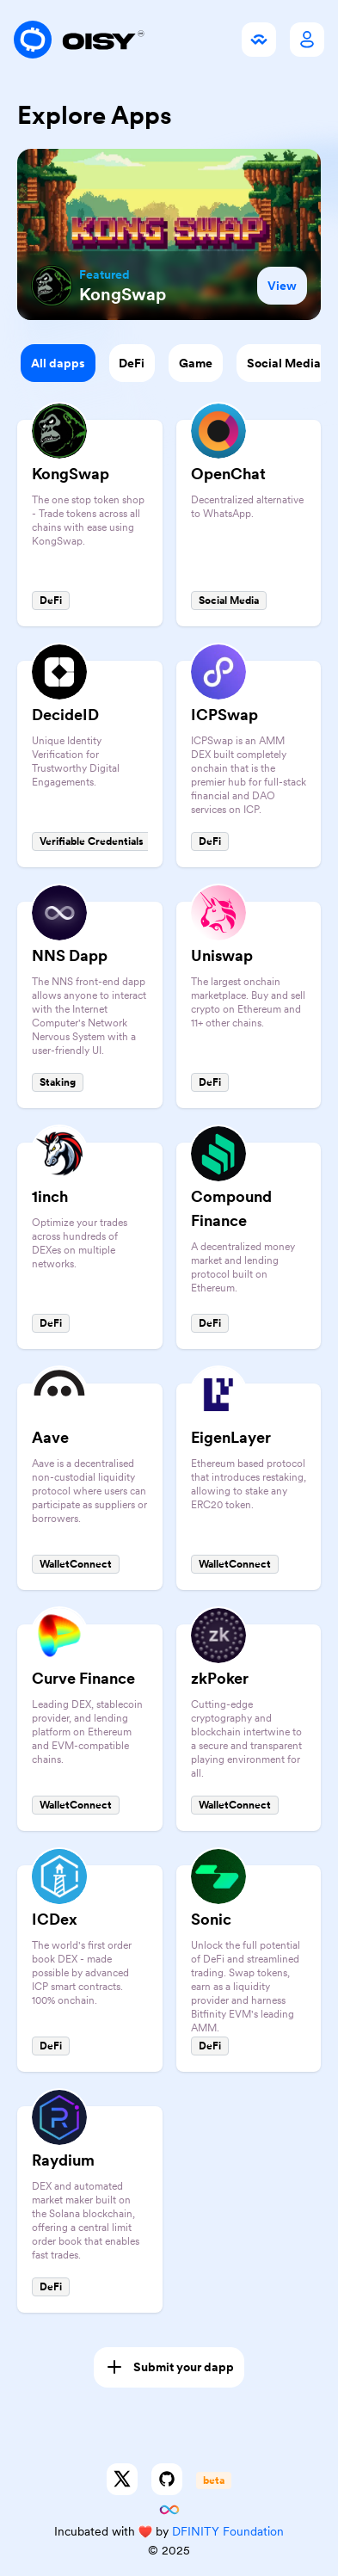 OISY
Explore Apps
KONG SWAP
Featured
KongSwap
View
All dapps
DeFi
Game
Social Media
KongSwap
The one stop token shop
- Trade tokens across all
chains with ease using
KongSwap.
DeFi
OpenChat
Decentralized alternative
to WhatsApp.
Social Media
DecideID
Unique Identity
Verification for
Trustworthy Digital
Engagements.
Verifiable Credentials
ICPSwap
ICPSwap is an AMM
DEX built completely
onchain that is the
premier hub for full-stack
financial and DAO
services on ICP.
DeFi
NNS Dapp
The NNS front-end dapp
allows anyone to interact
with the Internet
Computer's Network
Nervous System with a
user-friendly UI.
Staking
Uniswap
The largest onchain
marketplace. Buy and sell
crypto on Ethereum and
11+ other chains.
DeFi
1inch
Optimize your trades
across hundreds of
DEXes on multiple
networks.
DeFi
Compound
Finance
A decentralized money
market and lending
protocol built on
Ethereum.
DeFi
Aave
Aave is a decentralised
non-custodial liquidity
protocol where users can
participate as suppliers or
borrowers.
WalletConnect
EigenLayer
Ethereum based protocol
that introduces restaking,
allowing to stake any
ERC20 token.
WalletConnect
Curve Finance
Leading DEX, stablecoin
provider, and lending
platform on Ethereum
and EVM-compatible
chains.
WalletConnect
zk
zkPoker
Cutting-edge
cryptography and
blockchain intertwine to
a secure and transparent
playing environment for
all.
WalletConnect
ICDex
The world's first order
book DEX - made
possible by advanced
ICP smart contracts.
100% onchain.
DeFi
Sonic
Unlock the full potential
of DeFi and streamlined
trading. Swap tokens,
earn as a liquidity
provider and harness
Bitfinity EVM's leading
AMM.
DeFi
Raydium
DEX and automated
market maker built on
the Solana blockchain,
offering a central limit
order book that enables
fast trades.
DeFi
Submit your dapp
beta
Incubated with ❤️ by DFINITY Foundation
© 2025